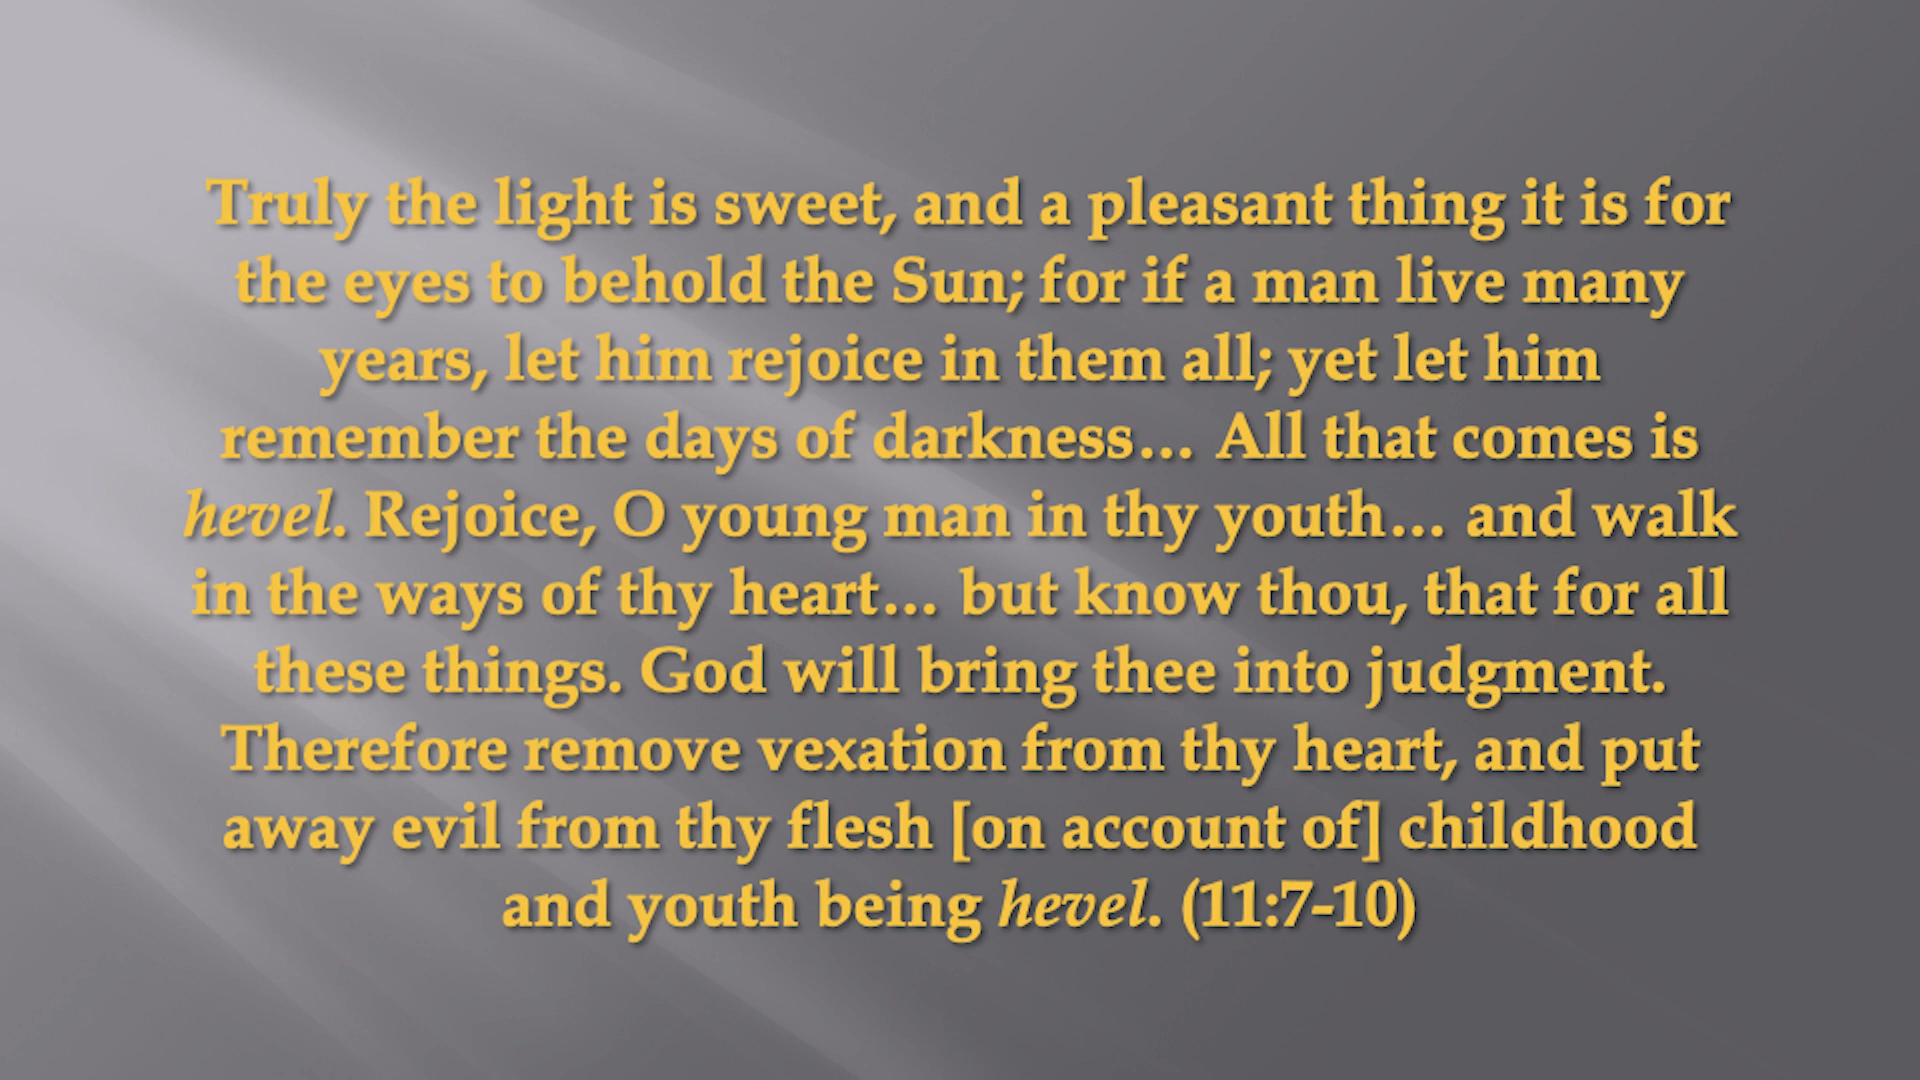 Truly the light is sweet, and a pleasant thing it is for
the eyes to behold the Sun; for if a man live many
years, let him rejoice in them all; yet let him
remember the days of darkness… All that comes is
hevel. Rejoice, O young man in thy youth… and walk
in the ways of thy heart… but know thou, that for all
these things. God will bring thee into judgment.
Therefore remove vexation from thy heart, and put
away evil from thy flesh [on account of] childhood
and youth being hevel. (11:7-10)